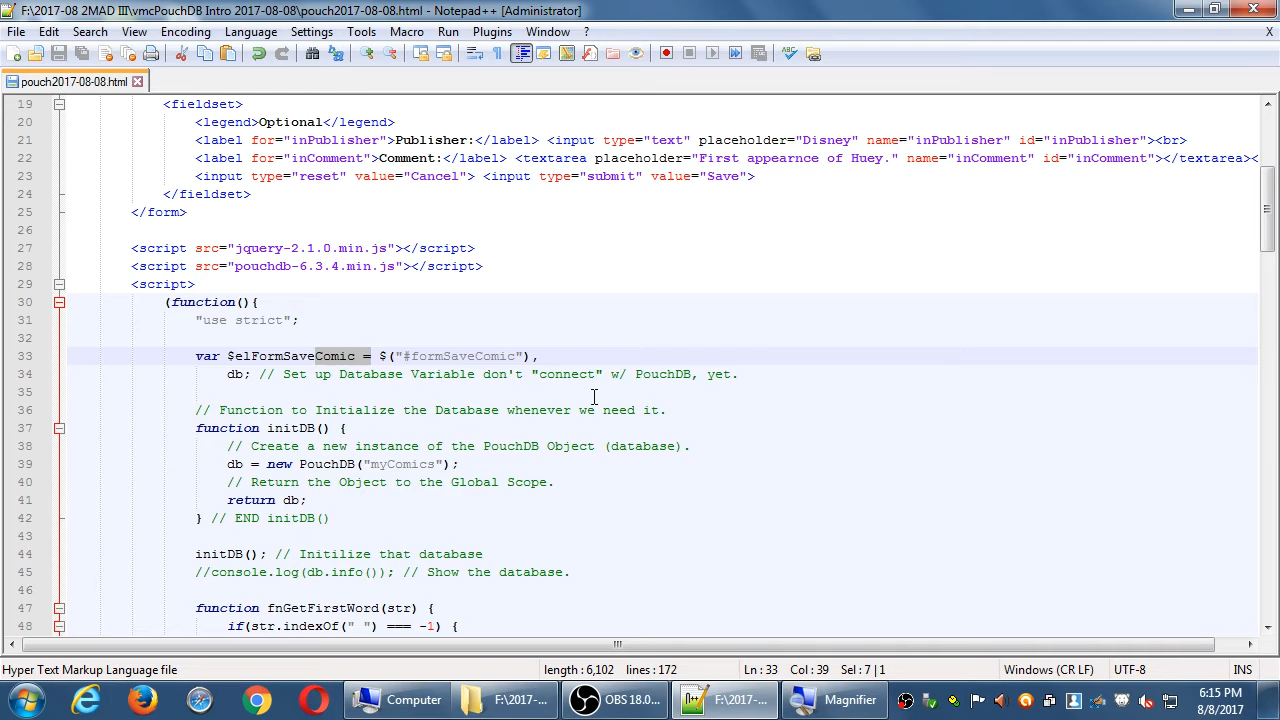 F:\2017-08 2MAD III\vmcPouchDB Intro 2017-08-08\pouch2017-08-08.html - Notepad++ [Administrator]
File Edit Search View Encoding Language Settings Tools Macro Run Plugins Window ? X
pouch2017-08-08.html
19 <fieldset>
20 <legend>Optional</legend>
21 <label for="inPublisher">Publisher:</label> <input type="text" placeholder="Disney" name="inPublisher" id="inPublisher"><br>
22 <label for="inComment">Comment:</label> <textarea placeholder="First appearnce of Huey." name="inComment" id="inComment"></textarea><
23 <input type="reset" value="Cancel"> <input type="submit" value="Save">
24 </fieldset>
25 </form>
26
27 <script src="jquery-2.1.0.min.js"></script>
28 <script src="pouchdb-6.3.4.min.js"></script>
29 <script>
30 (function(){
31 "use strict";
32
33 var $elFormSaveComic = $("#formSaveComic"),
34 db; // Set up Database Variable don't "connect" w/ PouchDB, yet.
35
36 // Function to Initialize the Database whenever we need it.
37 function initDB() {
38 // Create a new instance of the PouchDB Object (database).
39 db = new PouchDB("myComics");
40 // Return the Object to the Global Scope.
41 return db;
42 } // END initDB()
43
44 initDB(); // Initilize that database
45 //console.log(db.info()); // Show the database.
46
47 function fnGetFirstWord(str) {
48 if(str.indexOf(" ") === -1) {
Hyper Text Markup Language file length : 6,102 lines : 172 Ln : 33 Col : 39 Sel : 7 | 1 Windows (CR LF) UTF-8 INS
Computer F:\2017-... OBS 18.0.... F:\2017-... Magnifier 6:15 PM
8/8/2017